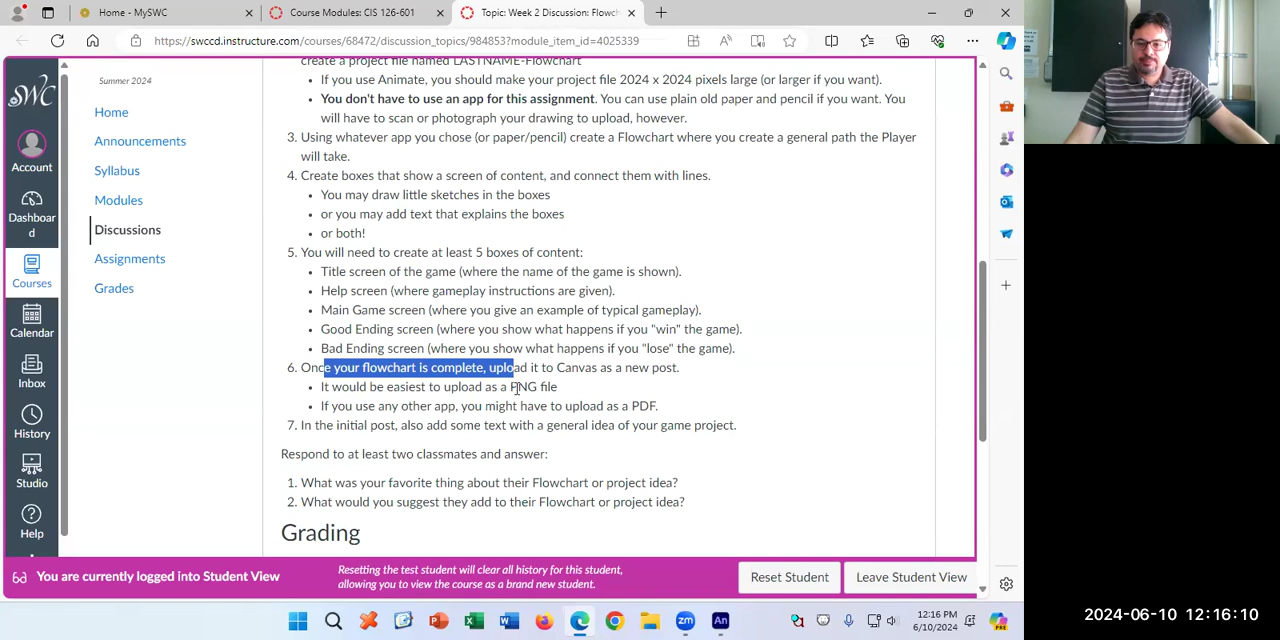 Home - MySWC
Course Modules: CIS 126-601
Topic: Week 2 Discussion: Flowch
https://swccd.instructure.com/courses/68472/discussion_topics/984853?module_item_id=4025339
SWC
Account
Dashboar
d
Courses
Calendar
Inbox
History
Studio
Help
Summer 2024
Home
Announcements
Syllabus
Modules
Discussions
Assignments
Grades
create a project file named LASTNAME-Flowchart
• If you use Animate, you should make your project file 2024 x 2024 pixels large (or larger if you want).
• You don't have to use an app for this assignment. You can use plain old paper and pencil if you want. You
will have to scan or photograph your drawing to upload, however.
3. Using whatever app you chose (or paper/pencil) create a Flowchart where you create a general path the Player
will take.
4. Create boxes that show a screen of content, and connect them with lines.
• You may draw little sketches in the boxes
• or you may add text that explains the boxes
• or both!
5. You will need to create at least 5 boxes of content:
• Title screen of the game (where the name of the game is shown).
• Help screen (where gameplay instructions are given).
• Main Game screen (where you give an example of typical gameplay).
• Good Ending screen (where you show what happens if you "win" the game).
• Bad Ending screen (where you show what happens if you "lose" the game).
6. Once your flowchart is complete, upload it to Canvas as a new post.
• It would be easiest to upload as a PNG file
• If you use any other app, you might have to upload as a PDF.
7. In the initial post, also add some text with a general idea of your game project.
Respond to at least two classmates and answer:
1. What was your favorite thing about their Flowchart or project idea?
2. What would you suggest they add to their Flowchart or project idea?
Grading
You are currently logged into Student View
Resetting the test student will clear all history for this student,
allowing you to view the course as a brand new student.
Reset Student
Leave Student View
zm
An
12:16 PM
6/10/2024
PRE
2024-06-10 12:16:10